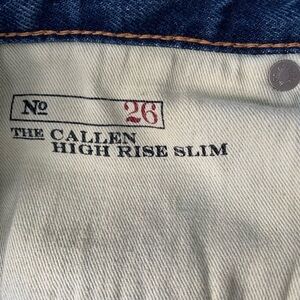 No 26
THE CALLEN
HIGH RISE SLIM